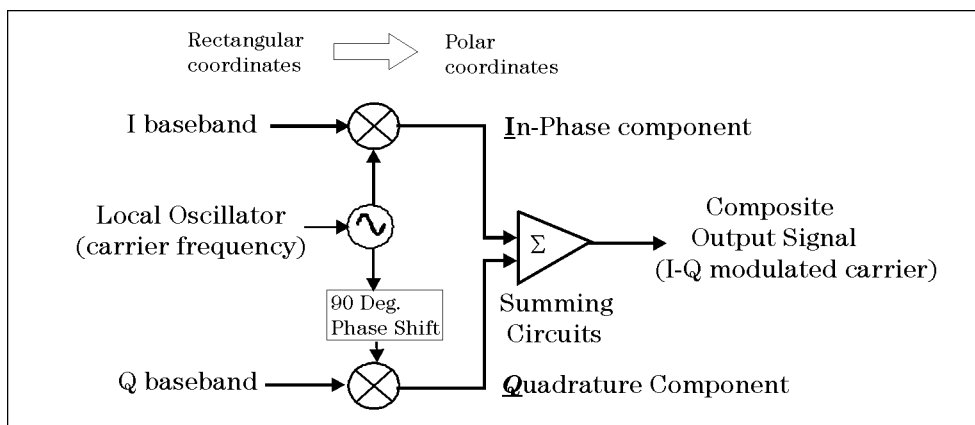 Rectangular
coordinates
Polar
coordinates
I baseband
In-Phase component
Local Oscillator
(carrier frequency)
Σ
Composite
Output Signal
(I-Q modulated carrier)
90 Deg.
Phase Shift
Summing
Circuits
Q baseband
Quadrature Component